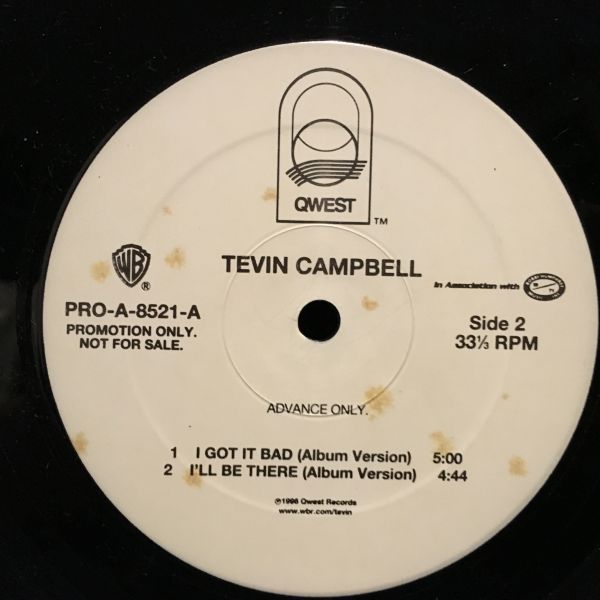 QWEST
TM
WB
®
TEVIN CAMPBELL
In Association with
PRO-A-8521-A
PROMOTION ONLY.
NOT FOR SALE.
Side 2
33⅓ RPM
ADVANCE ONLY.
1 I GOT IT BAD (Album Version) 5:00
2 I'LL BE THERE (Album Version) 4:44
℗1998 Qwest Records
www.wbr.com/tevin